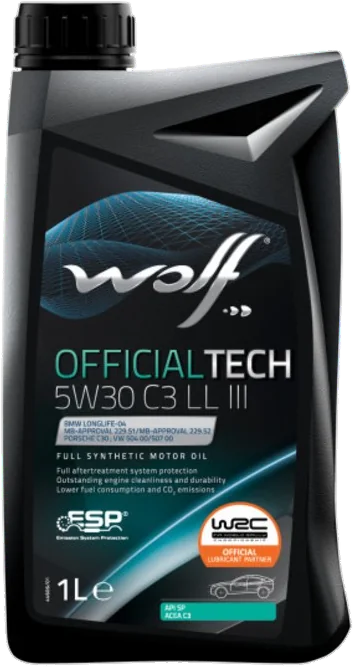 wolf®
OFFICIALTECH
5W30 C3 LL III
BMW LONGLIFE-04
MB-APPROVAL 229.51/MB-APPROVAL 229.52
PORSCHE C30; VW 504 00/507 00
FULL SYNTHETIC MOTOR OIL
Full aftertreatment system protection
Outstanding engine cleanliness and durability
Lower fuel consumption and CO₂ emissions
ESP®
Emission System Protection
WRC
OFFICIAL
LUBRICANT PARTNER
1L e
API SP
ACEA C3